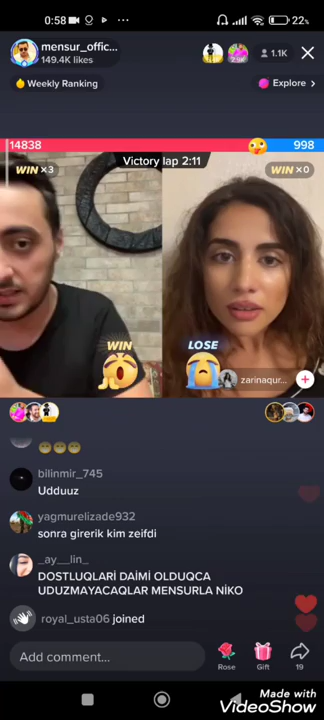 0:58
22%
mensur_offic...
149.4K likes
2.9K
1.1K
Weekly Ranking
Explore >
14838
998
Victory lap 2:11
WIN ×3
WIN ×0
WIN
LOSE
zarinaqur...
bilinmir_745
Udduuz
yagmurelizade932
sonra girerik kim zeifdi
_ay__lin_
DOSTLUQLARİ DAİMİ OLDUQCA
UDUZMAYACAQLAR MENSURLA NİKO
royal_usta06 joined
Add comment...
Rose
Gift
19
Made with
VideoShow